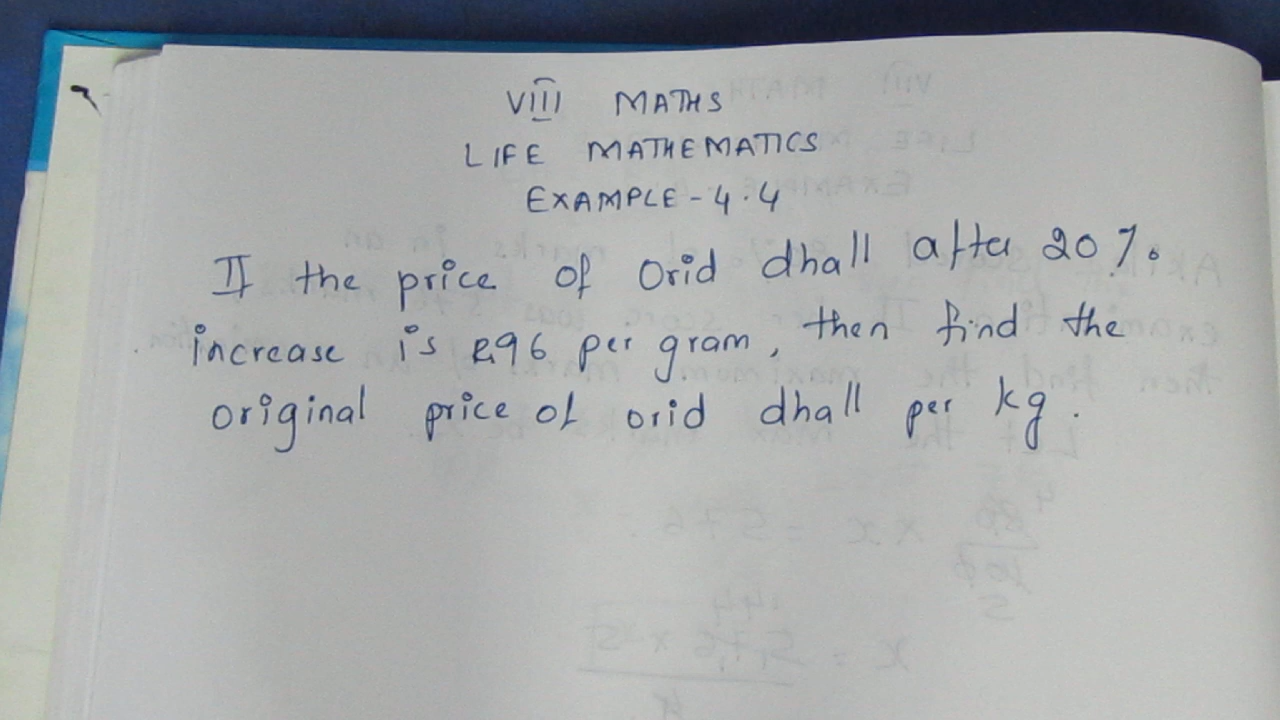 VIII MATHS
LIFE MATHEMATICS
EXAMPLE - 4.4
If the price of orid dhall after 20%
increase is ₹96 per gram, then find the
original price of orid dhall per kg.